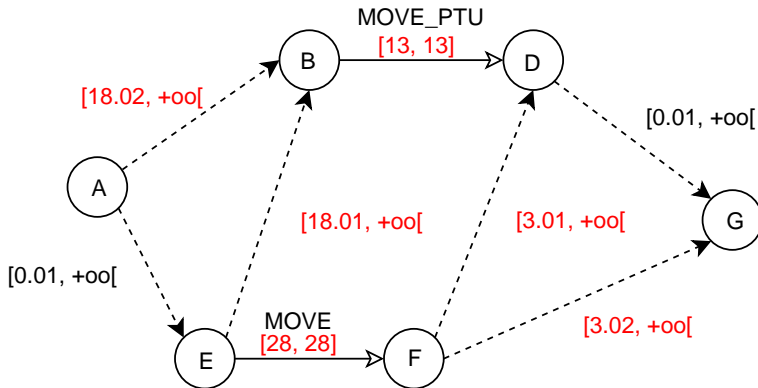 MOVE_PTU
[13, 13]
B
D
[18.02, +oo[
[0.01, +oo[
A
[18.01, +oo[
[3.01, +oo[
G
[0.01, +oo[
MOVE
[28, 28]
[3.02, +oo[
E
F